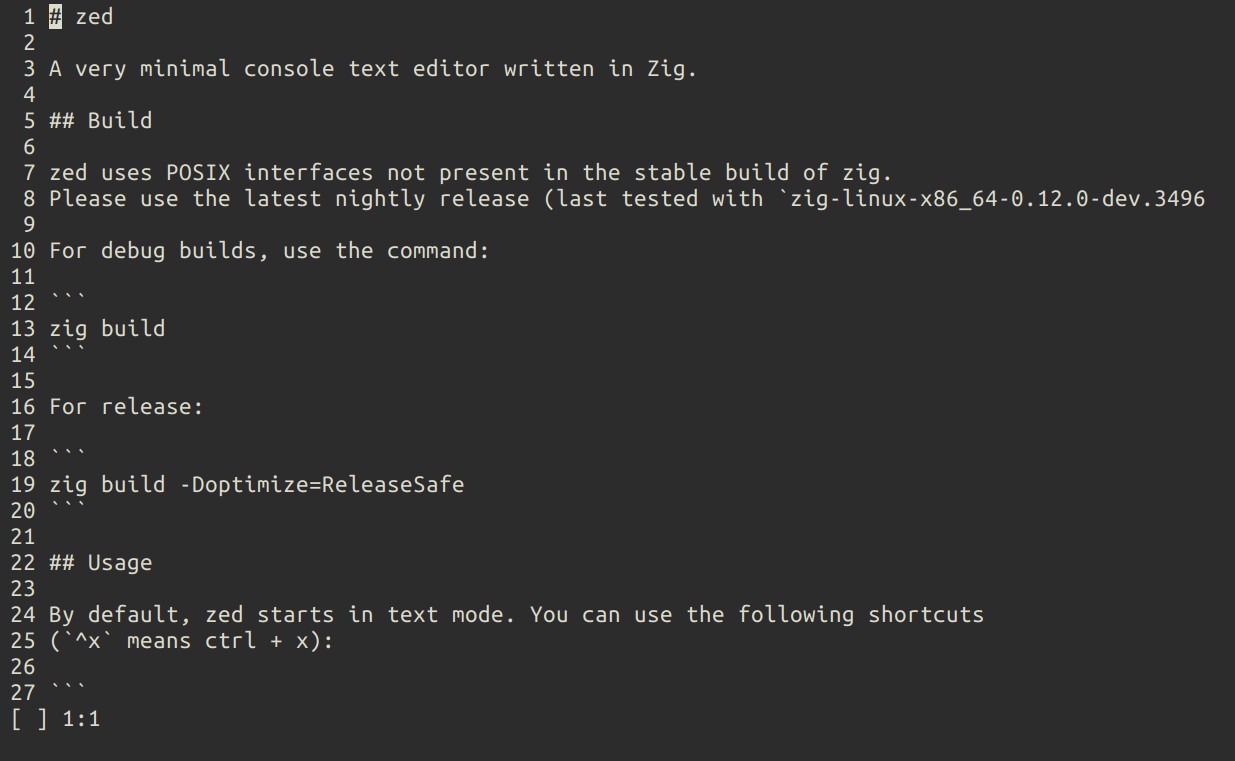 1 # zed
2
3 A very minimal console text editor written in Zig.
4
5 ## Build
6
7 zed uses POSIX interfaces not present in the stable build of zig.
8 Please use the latest nightly release (last tested with `zig-linux-x86_64-0.12.0-dev.3496
9
10 For debug builds, use the command:
11
12 ```
13 zig build
14 ```
15
16 For release:
17
18 ```
19 zig build -Doptimize=ReleaseSafe
20 ```
21
22 ## Usage
23
24 By default, zed starts in text mode. You can use the following shortcuts
25 (`^x` means ctrl + x):
26
27 ```
[ ] 1:1